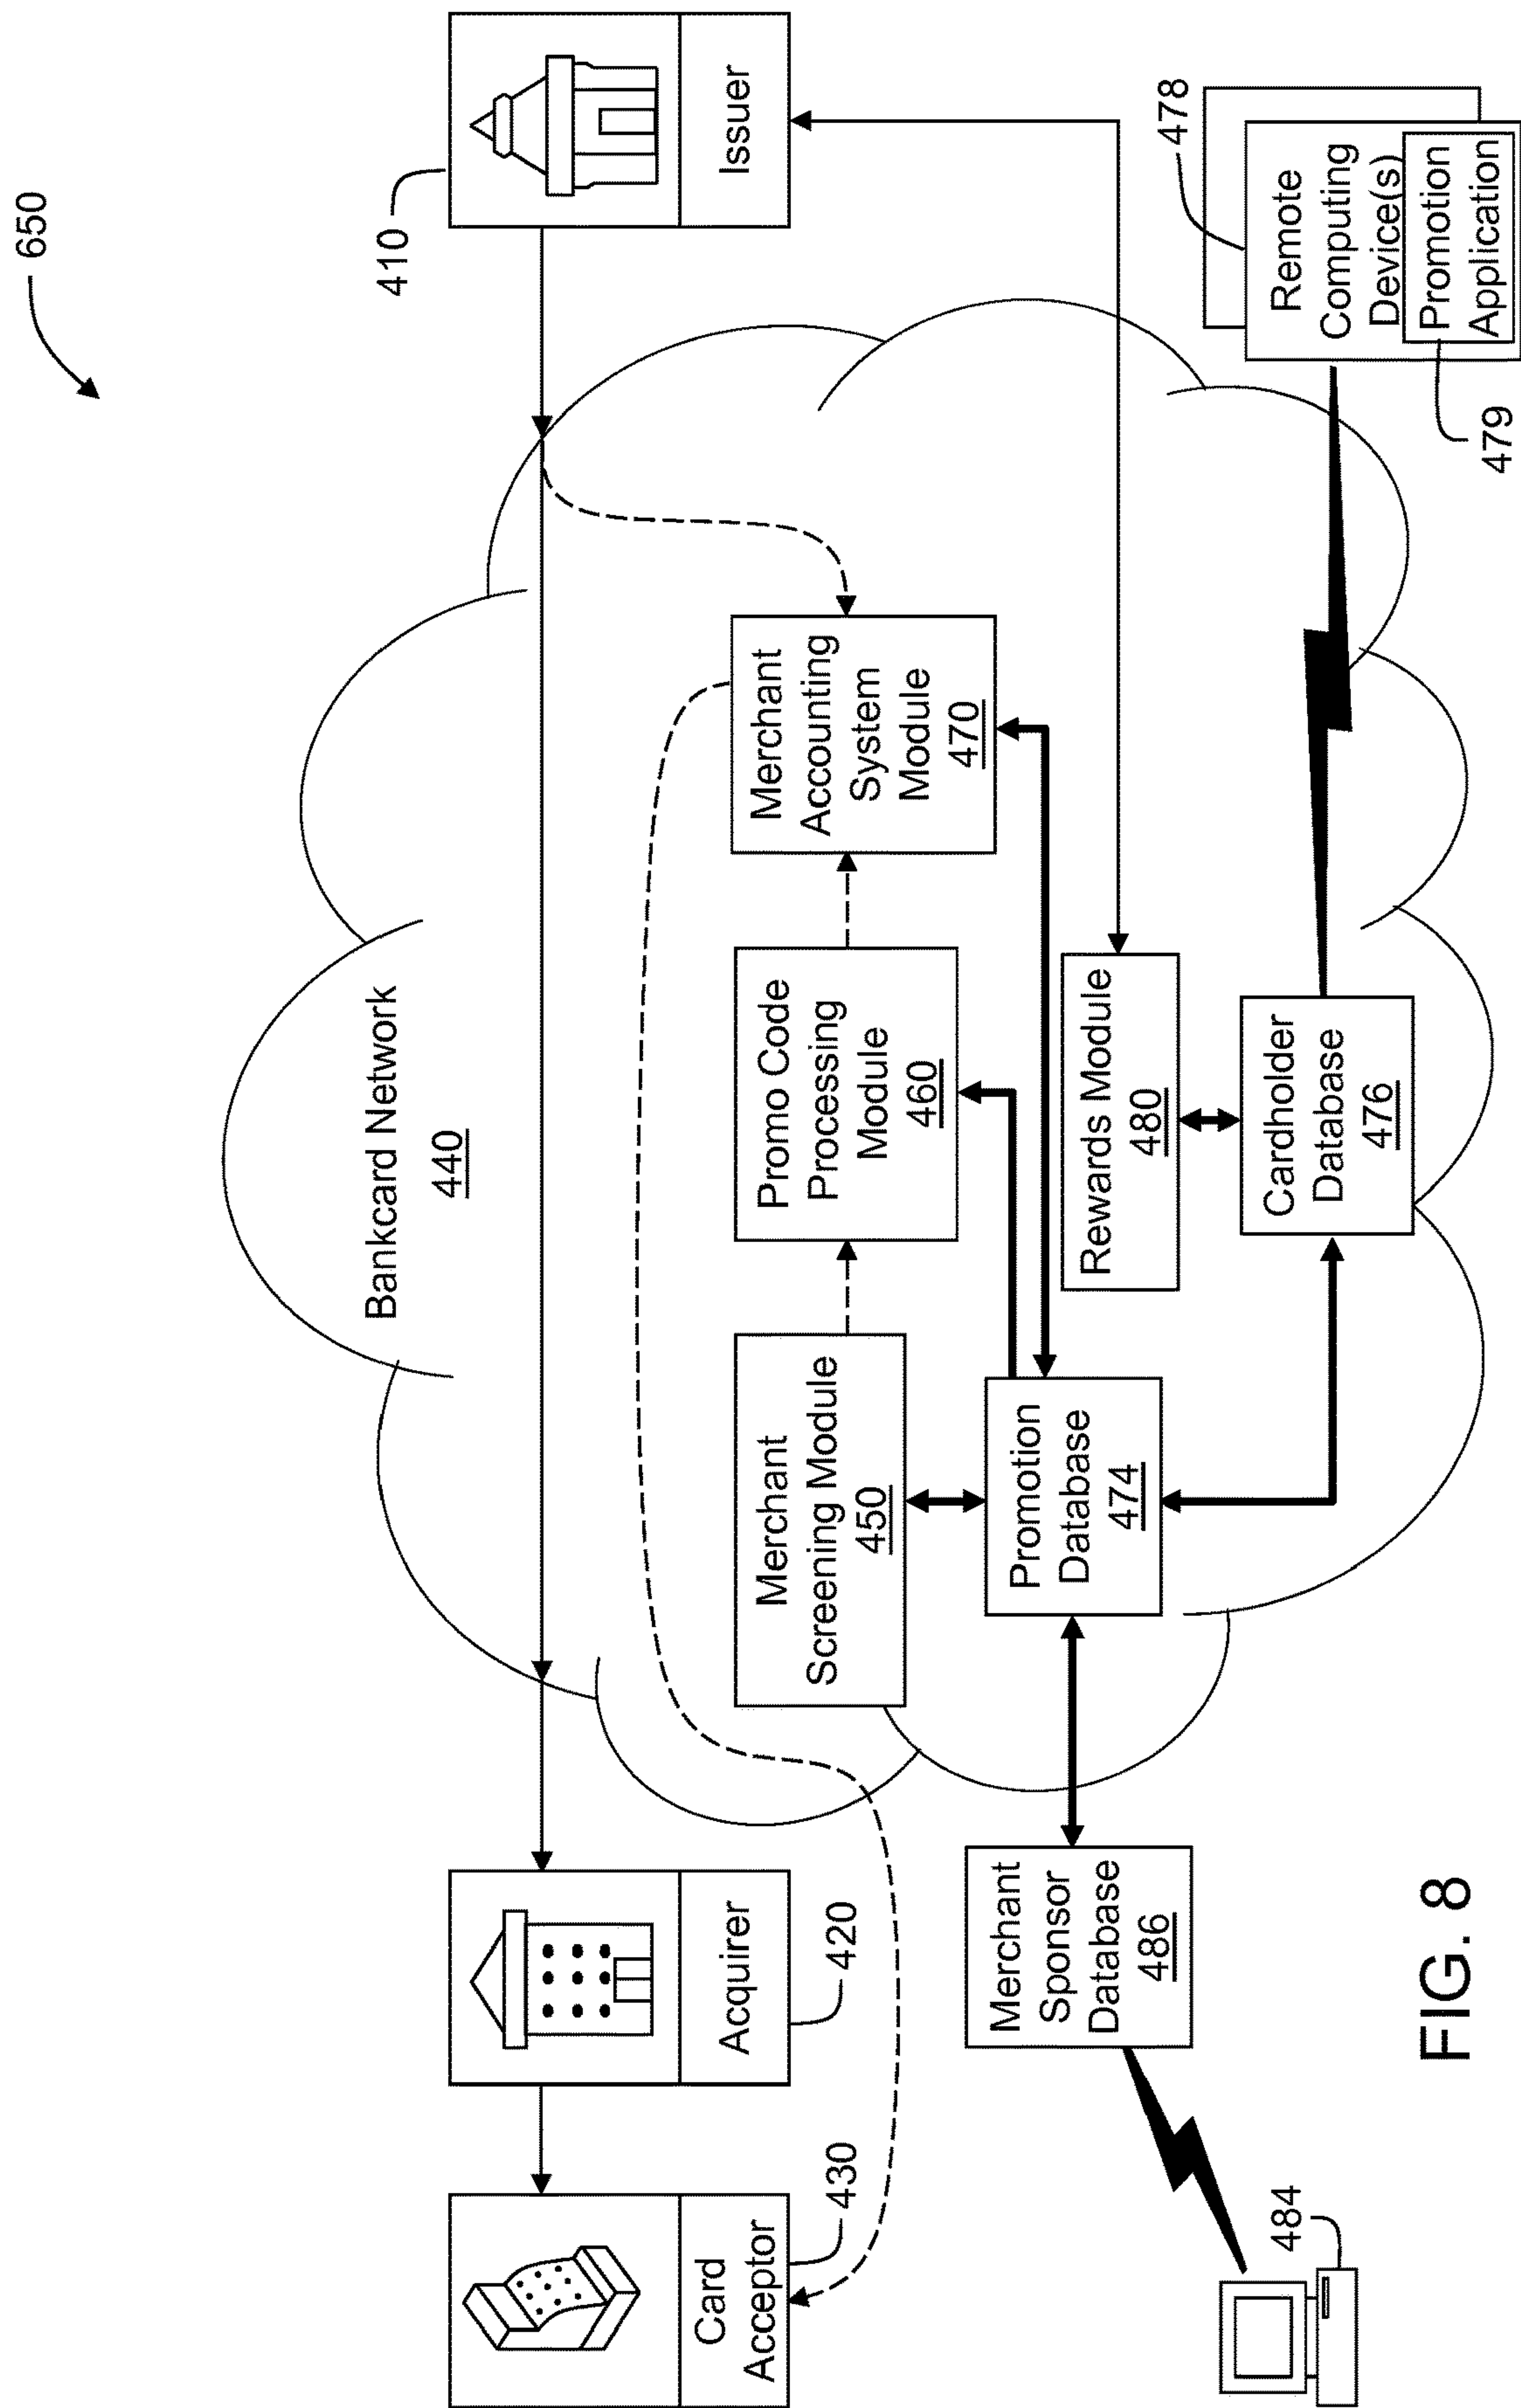 650
Card
Acceptor
430
Acquirer
420
Issuer
410
Bankcard Network
440
Merchant
Screening Module
450
Promo Code
Processing
Module
460
Merchant
Accounting
System
Module
470
Merchant
Sponsor
Database
486
Promotion
Database
474
Rewards Module
480
Cardholder
Database
476
478
Remote
Computing
Device(s)
Promotion
Application
479
484
FIG. 8